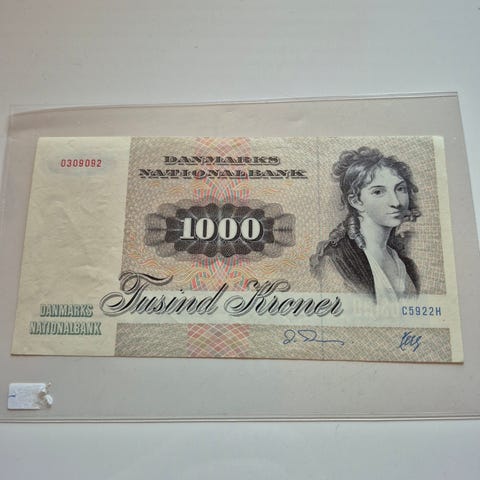 0309092
DANMARKS
NATIONALBANK
1000
Tusind Kroner
C5922H
DANMARKS
NATIONALBANK